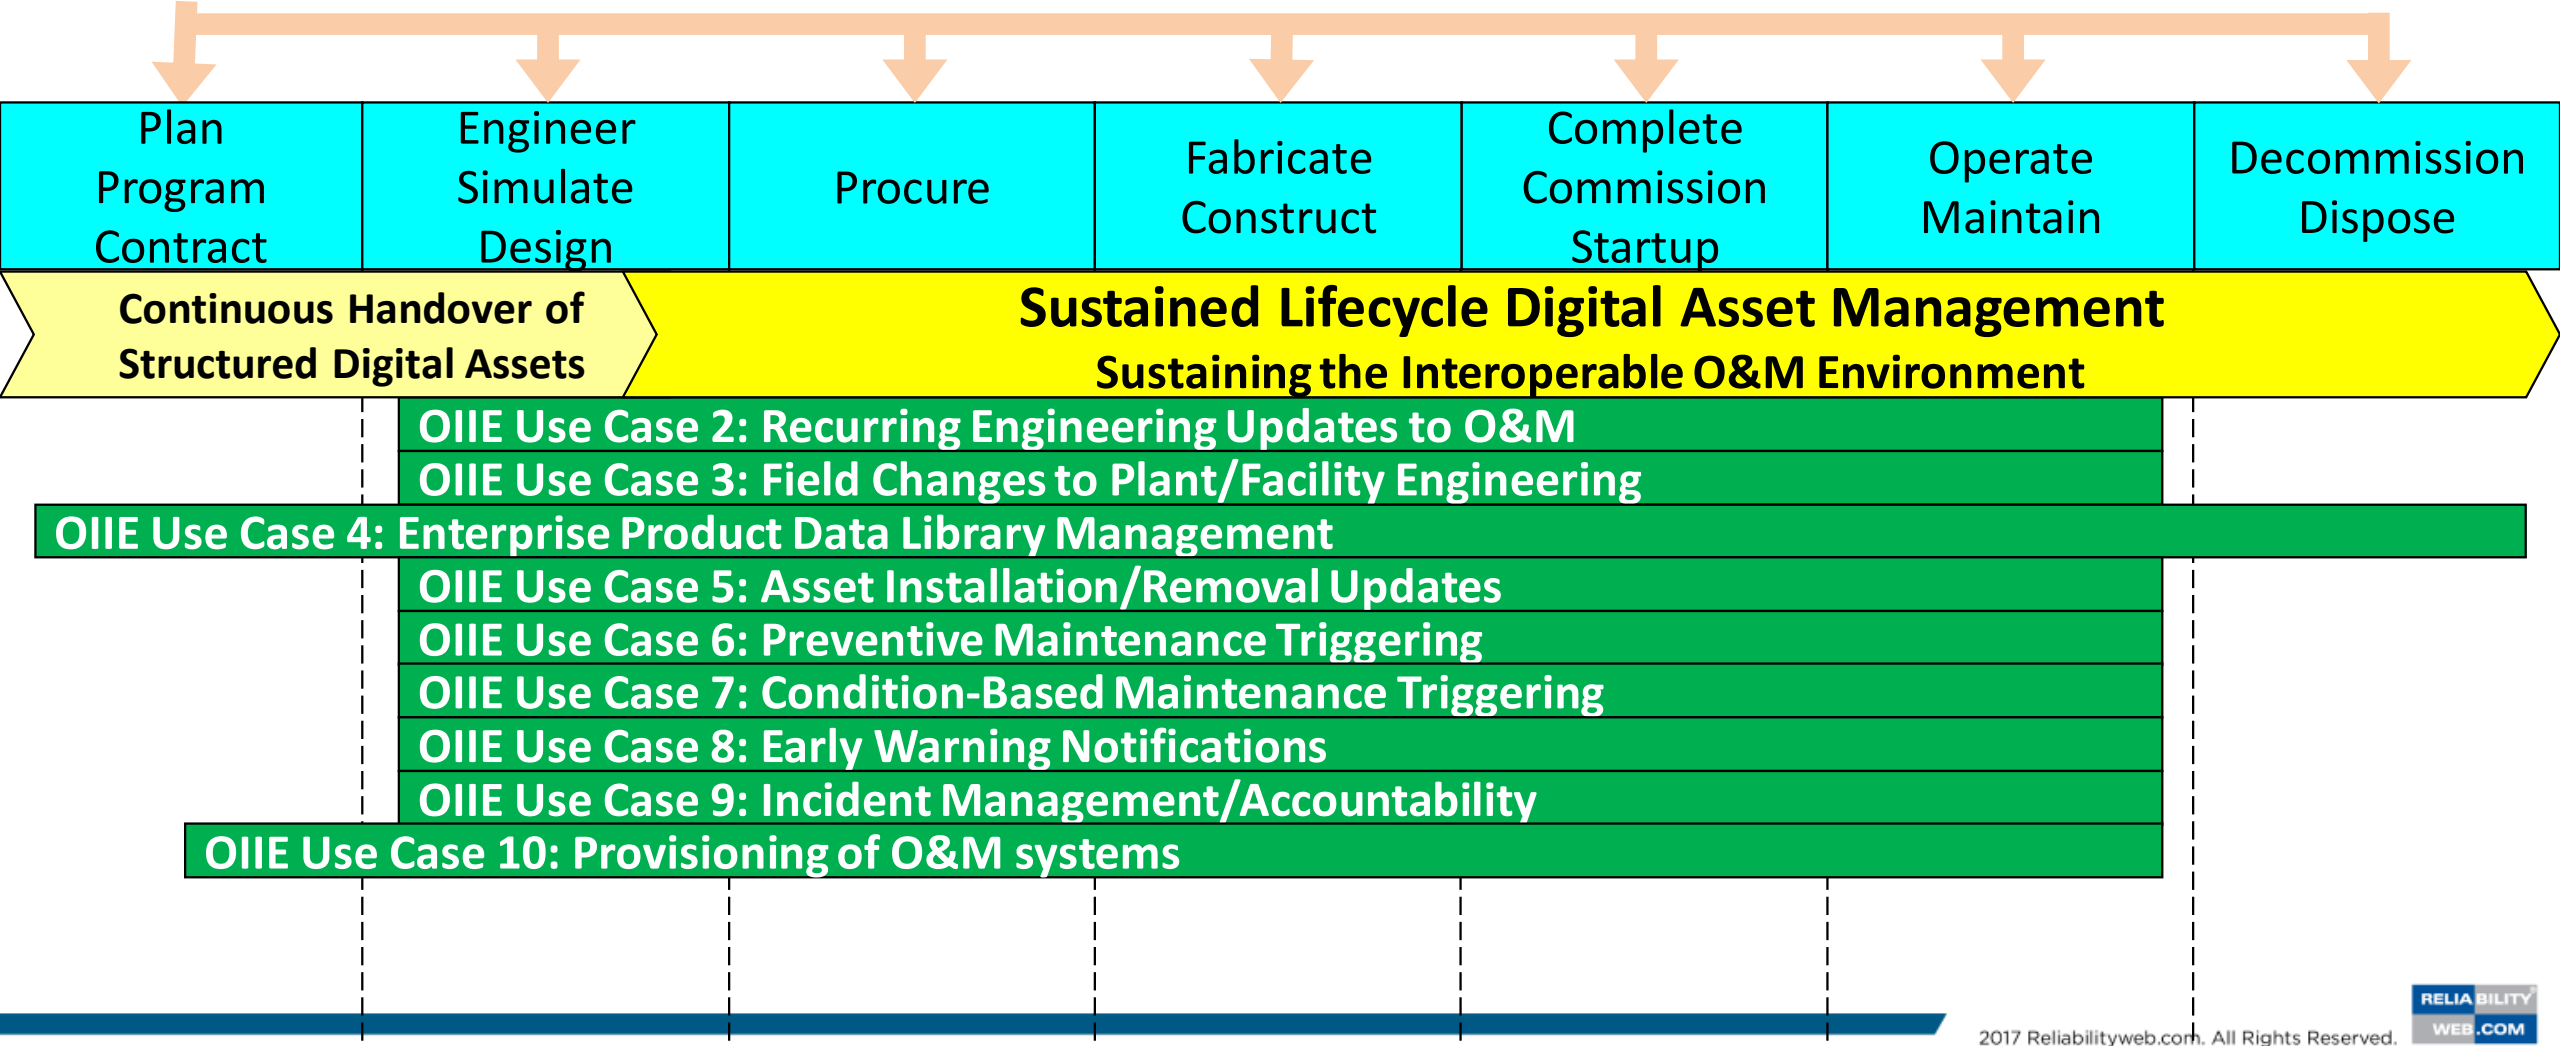 Plan
Program
Contract
Engineer
Simulate
Design
Procure
Fabricate
Construct
Complete
Commission
Startup
Operate
Maintain
Decommission
Dispose
Continuous Handover of
Structured Digital Assets
Sustained Lifecycle Digital Asset Management
Sustaining the Interoperable O&M Environment
OIIE Use Case 2: Recurring Engineering Updates to O&M
OIIE Use Case 3: Field Changes to Plant/Facility Engineering
OIIE Use Case 4: Enterprise Product Data Library Management
OIIE Use Case 5: Asset Installation/Removal Updates
OIIE Use Case 6: Preventive Maintenance Triggering
OIIE Use Case 7: Condition-Based Maintenance Triggering
OIIE Use Case 8: Early Warning Notifications
OIIE Use Case 9: Incident Management/Accountability
OIIE Use Case 10: Provisioning of O&M systems
2017 Reliabilityweb.com. All Rights Reserved.
RELIABILITY®
WEB.COM